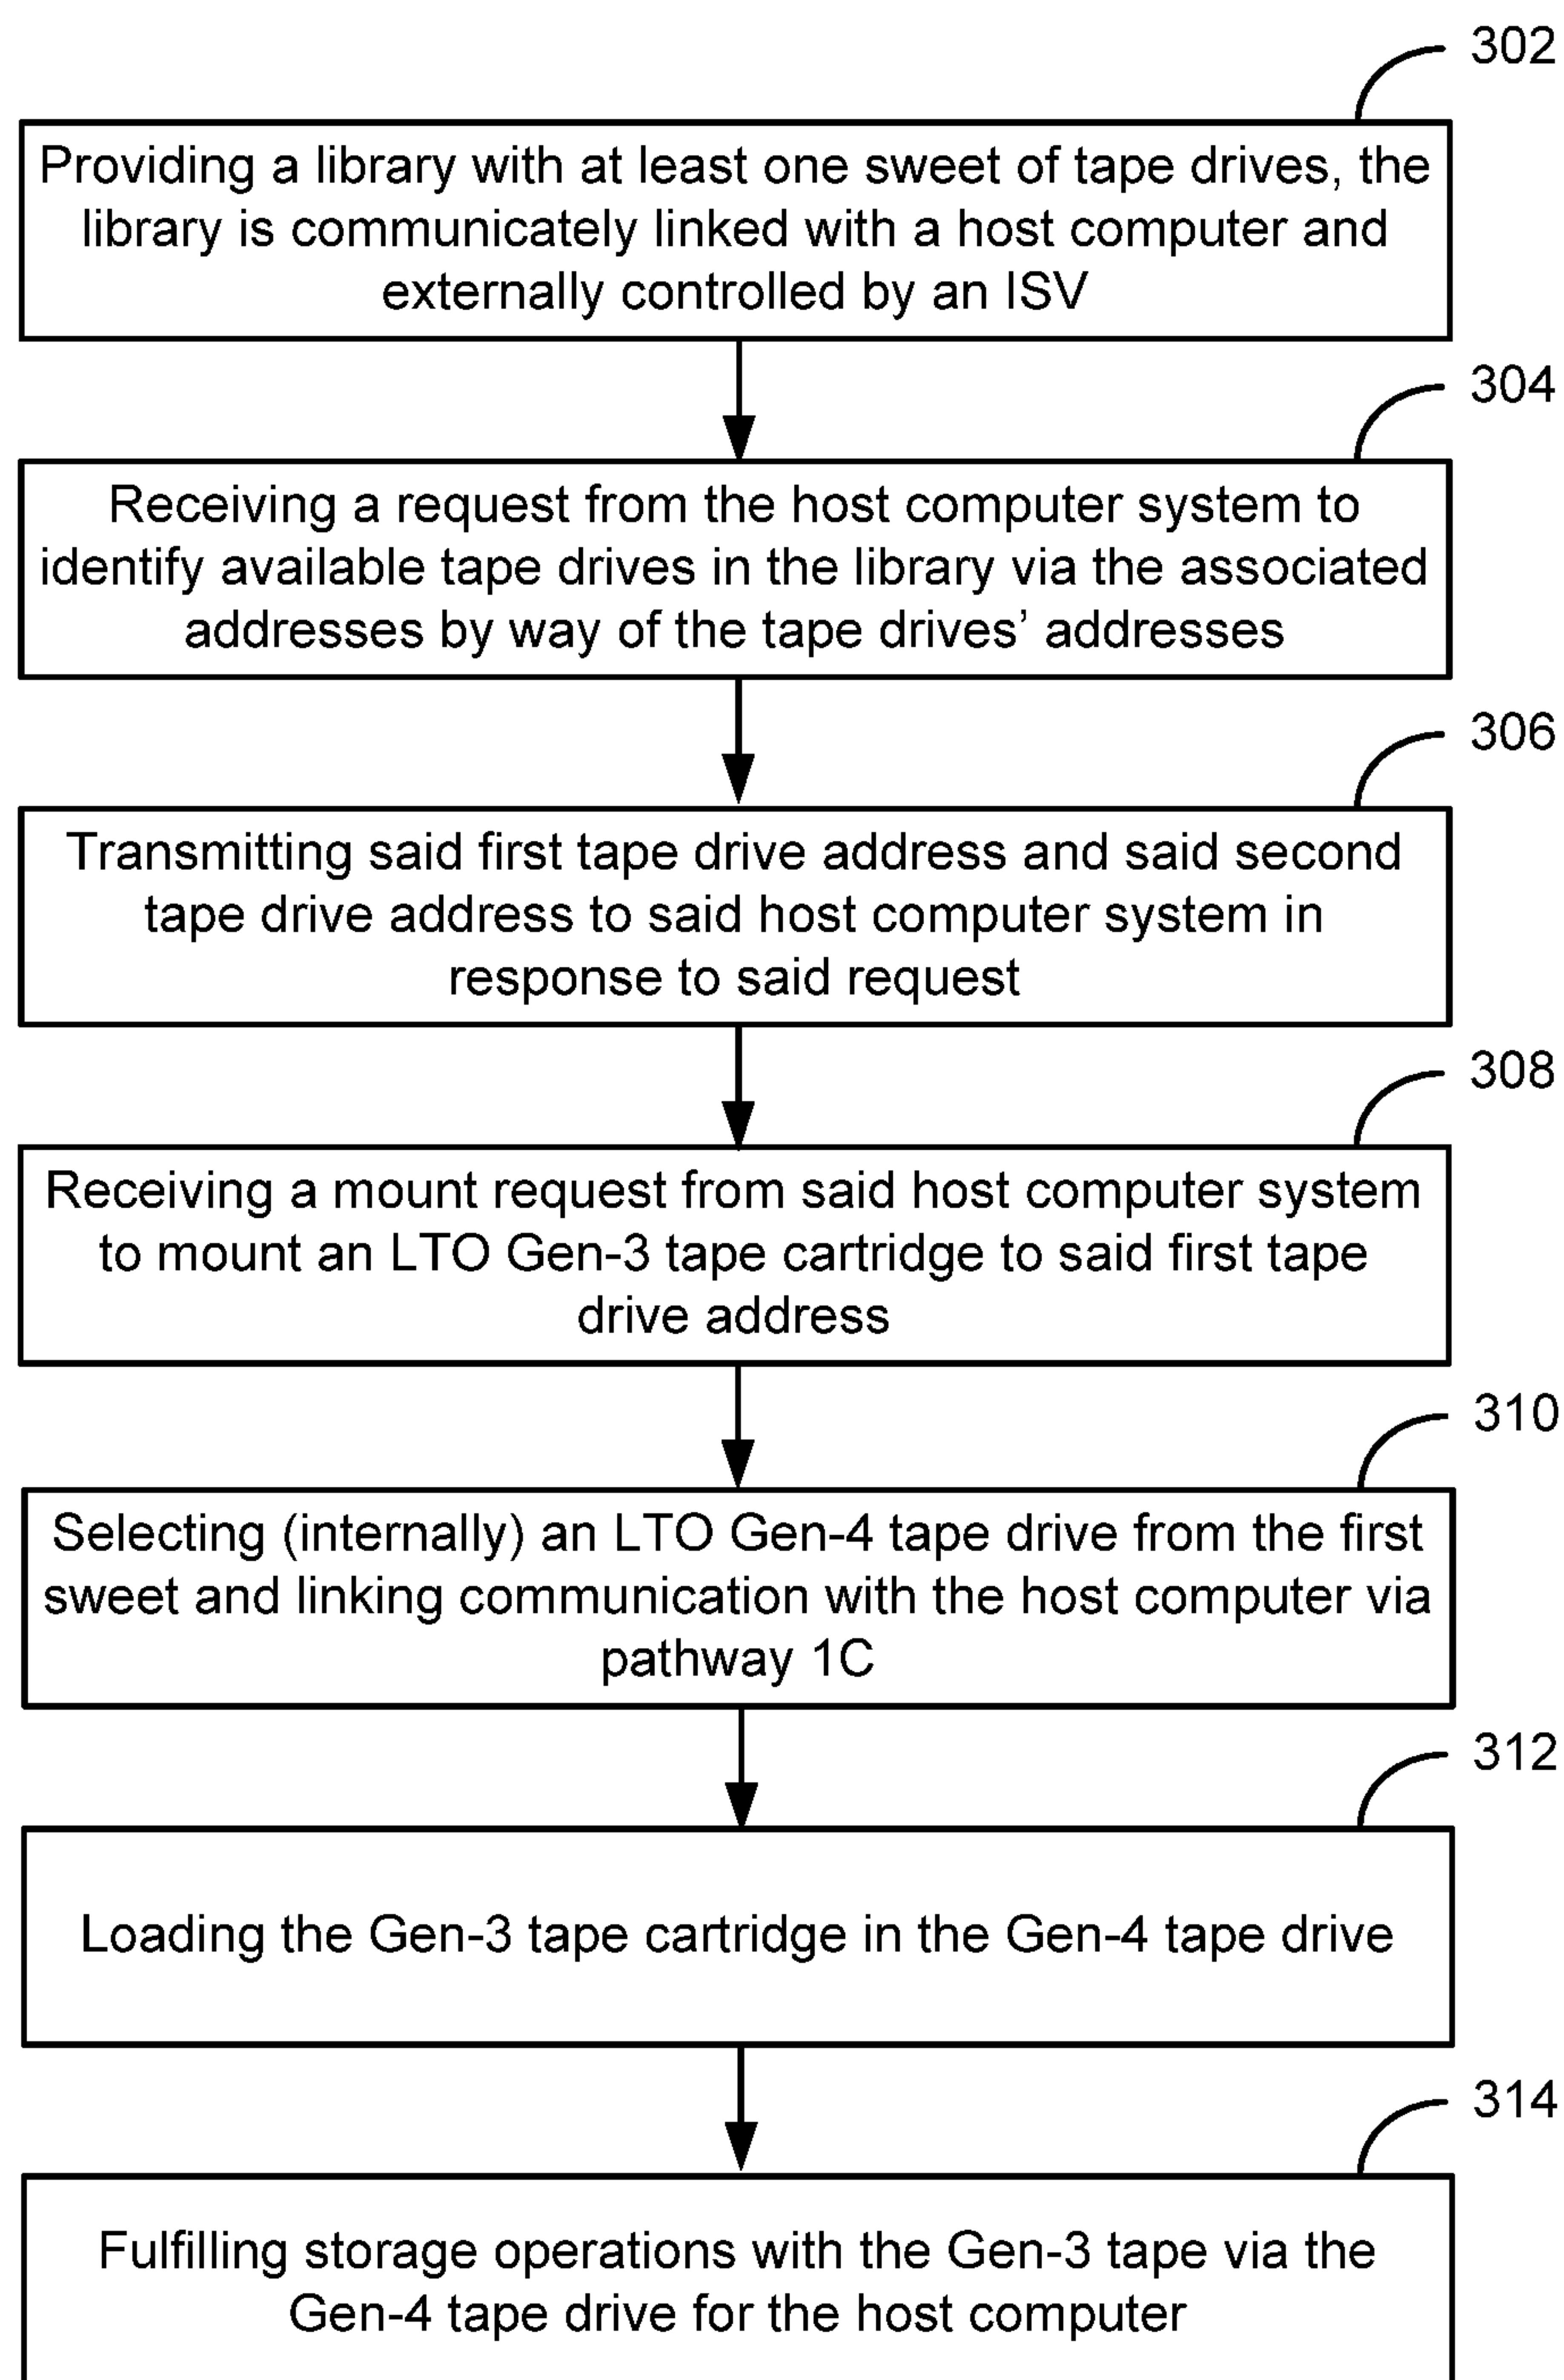 302
Providing a library with at least one sweet of tape drives, the
library is communicately linked with a host computer and
externally controlled by an ISV
304
Receiving a request from the host computer system to
identify available tape drives in the library via the associated
addresses by way of the tape drives’ addresses
306
Transmitting said first tape drive address and said second
tape drive address to said host computer system in
response to said request
308
Receiving a mount request from said host computer system
to mount an LTO Gen-3 tape cartridge to said first tape
drive address
310
Selecting (internally) an LTO Gen-4 tape drive from the first
sweet and linking communication with the host computer via
pathway 1C
312
Loading the Gen-3 tape cartridge in the Gen-4 tape drive
314
Fulfilling storage operations with the Gen-3 tape via the
Gen-4 tape drive for the host computer